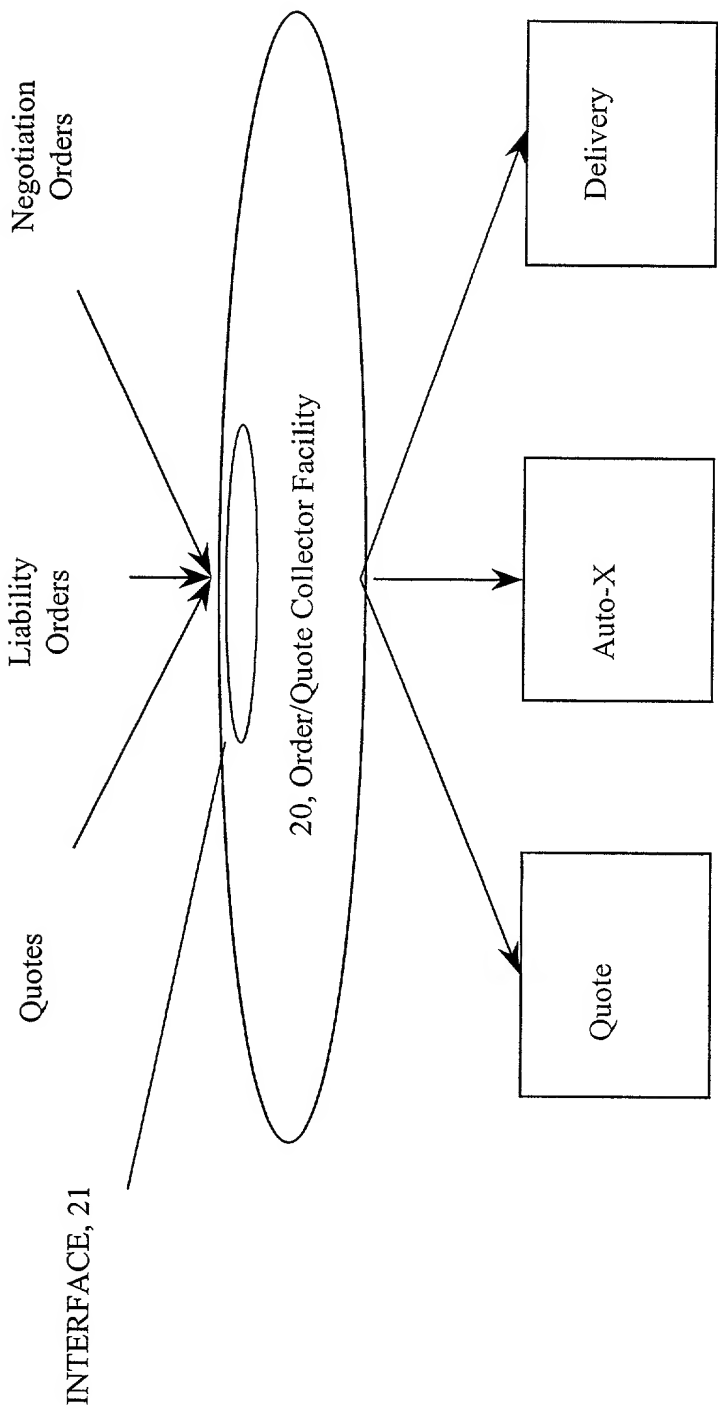 Quotes
Liability
Orders
Negotiation
Orders
INTERFACE, 21
20, Order/Quote Collector Facility
Quote
Auto-X
Delivery